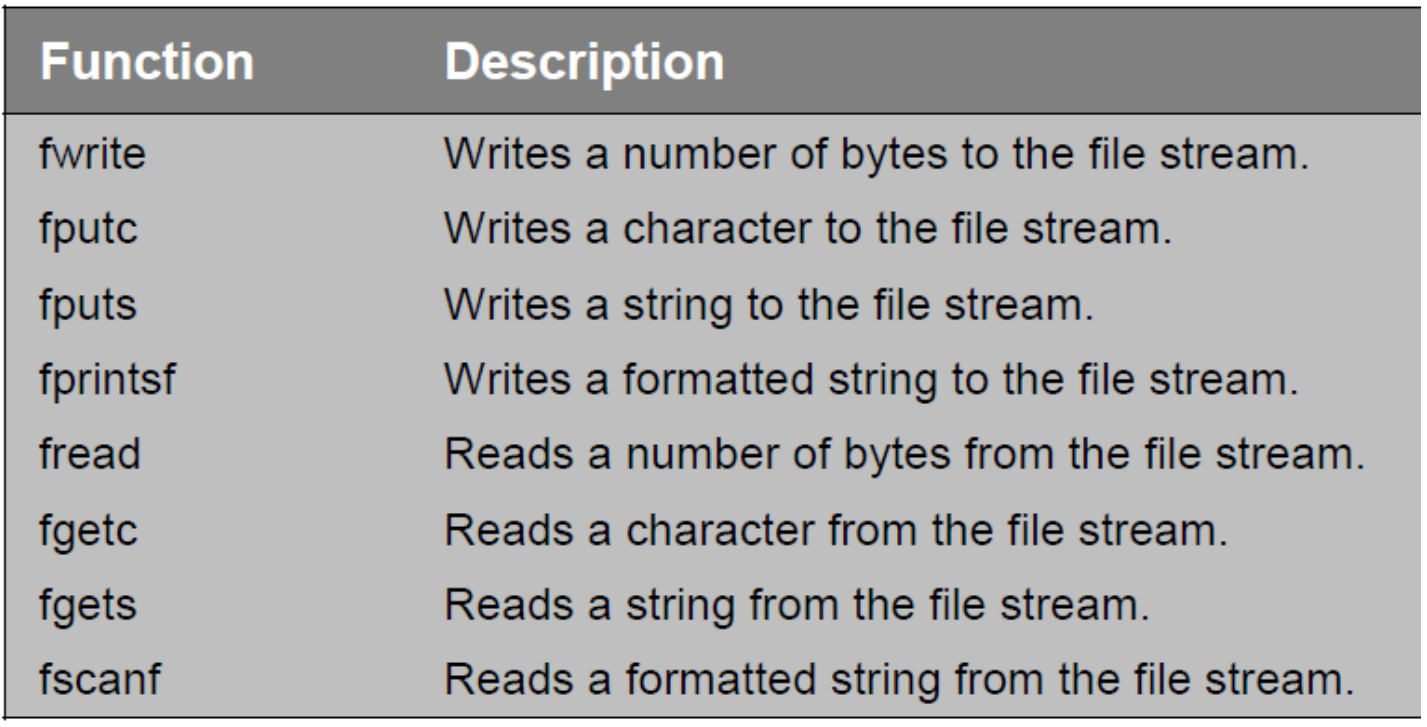 Function Description
fwrite Writes a number of bytes to the file stream.
fputc Writes a character to the file stream.
fputs Writes a string to the file stream.
fprintsf Writes a formatted string to the file stream.
fread Reads a number of bytes from the file stream.
fgetc Reads a character from the file stream.
fgets Reads a string from the file stream.
fscanf Reads a formatted string from the file stream.